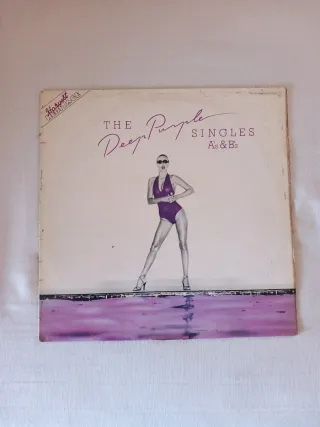 Harvest
THE Deep Purple SINGLES
A's & B's